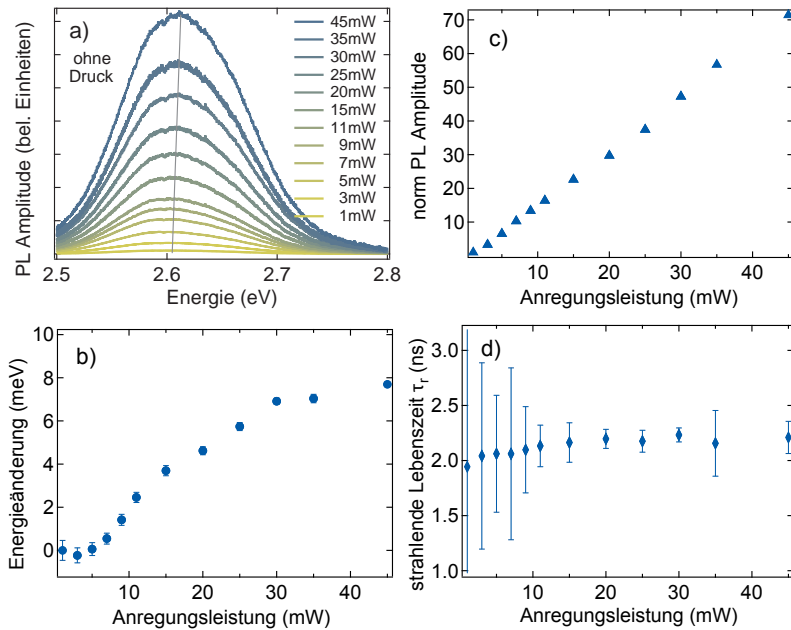 a)
ohne
Druck
45mW
35mW
30mW
25mW
20mW
15mW
11mW
9mW
7mW
5mW
3mW
1mW
PL Amplitude (bel. Einheiten)
2.5
2.6
2.7
2.8
Energie (eV)
c)
70
60
50
40
30
20
10
norm PL Amplitude
10
20
30
40
Anregungsleistung (mW)
b)
10
8
6
4
2
0
Energieänderung (meV)
10
20
30
40
Anregungsleistung (mW)
d)
3.0
2.5
2.0
1.5
1.0
strahlende Lebenszeit τr (ns)
10
20
30
40
Anregungsleistung (mW)